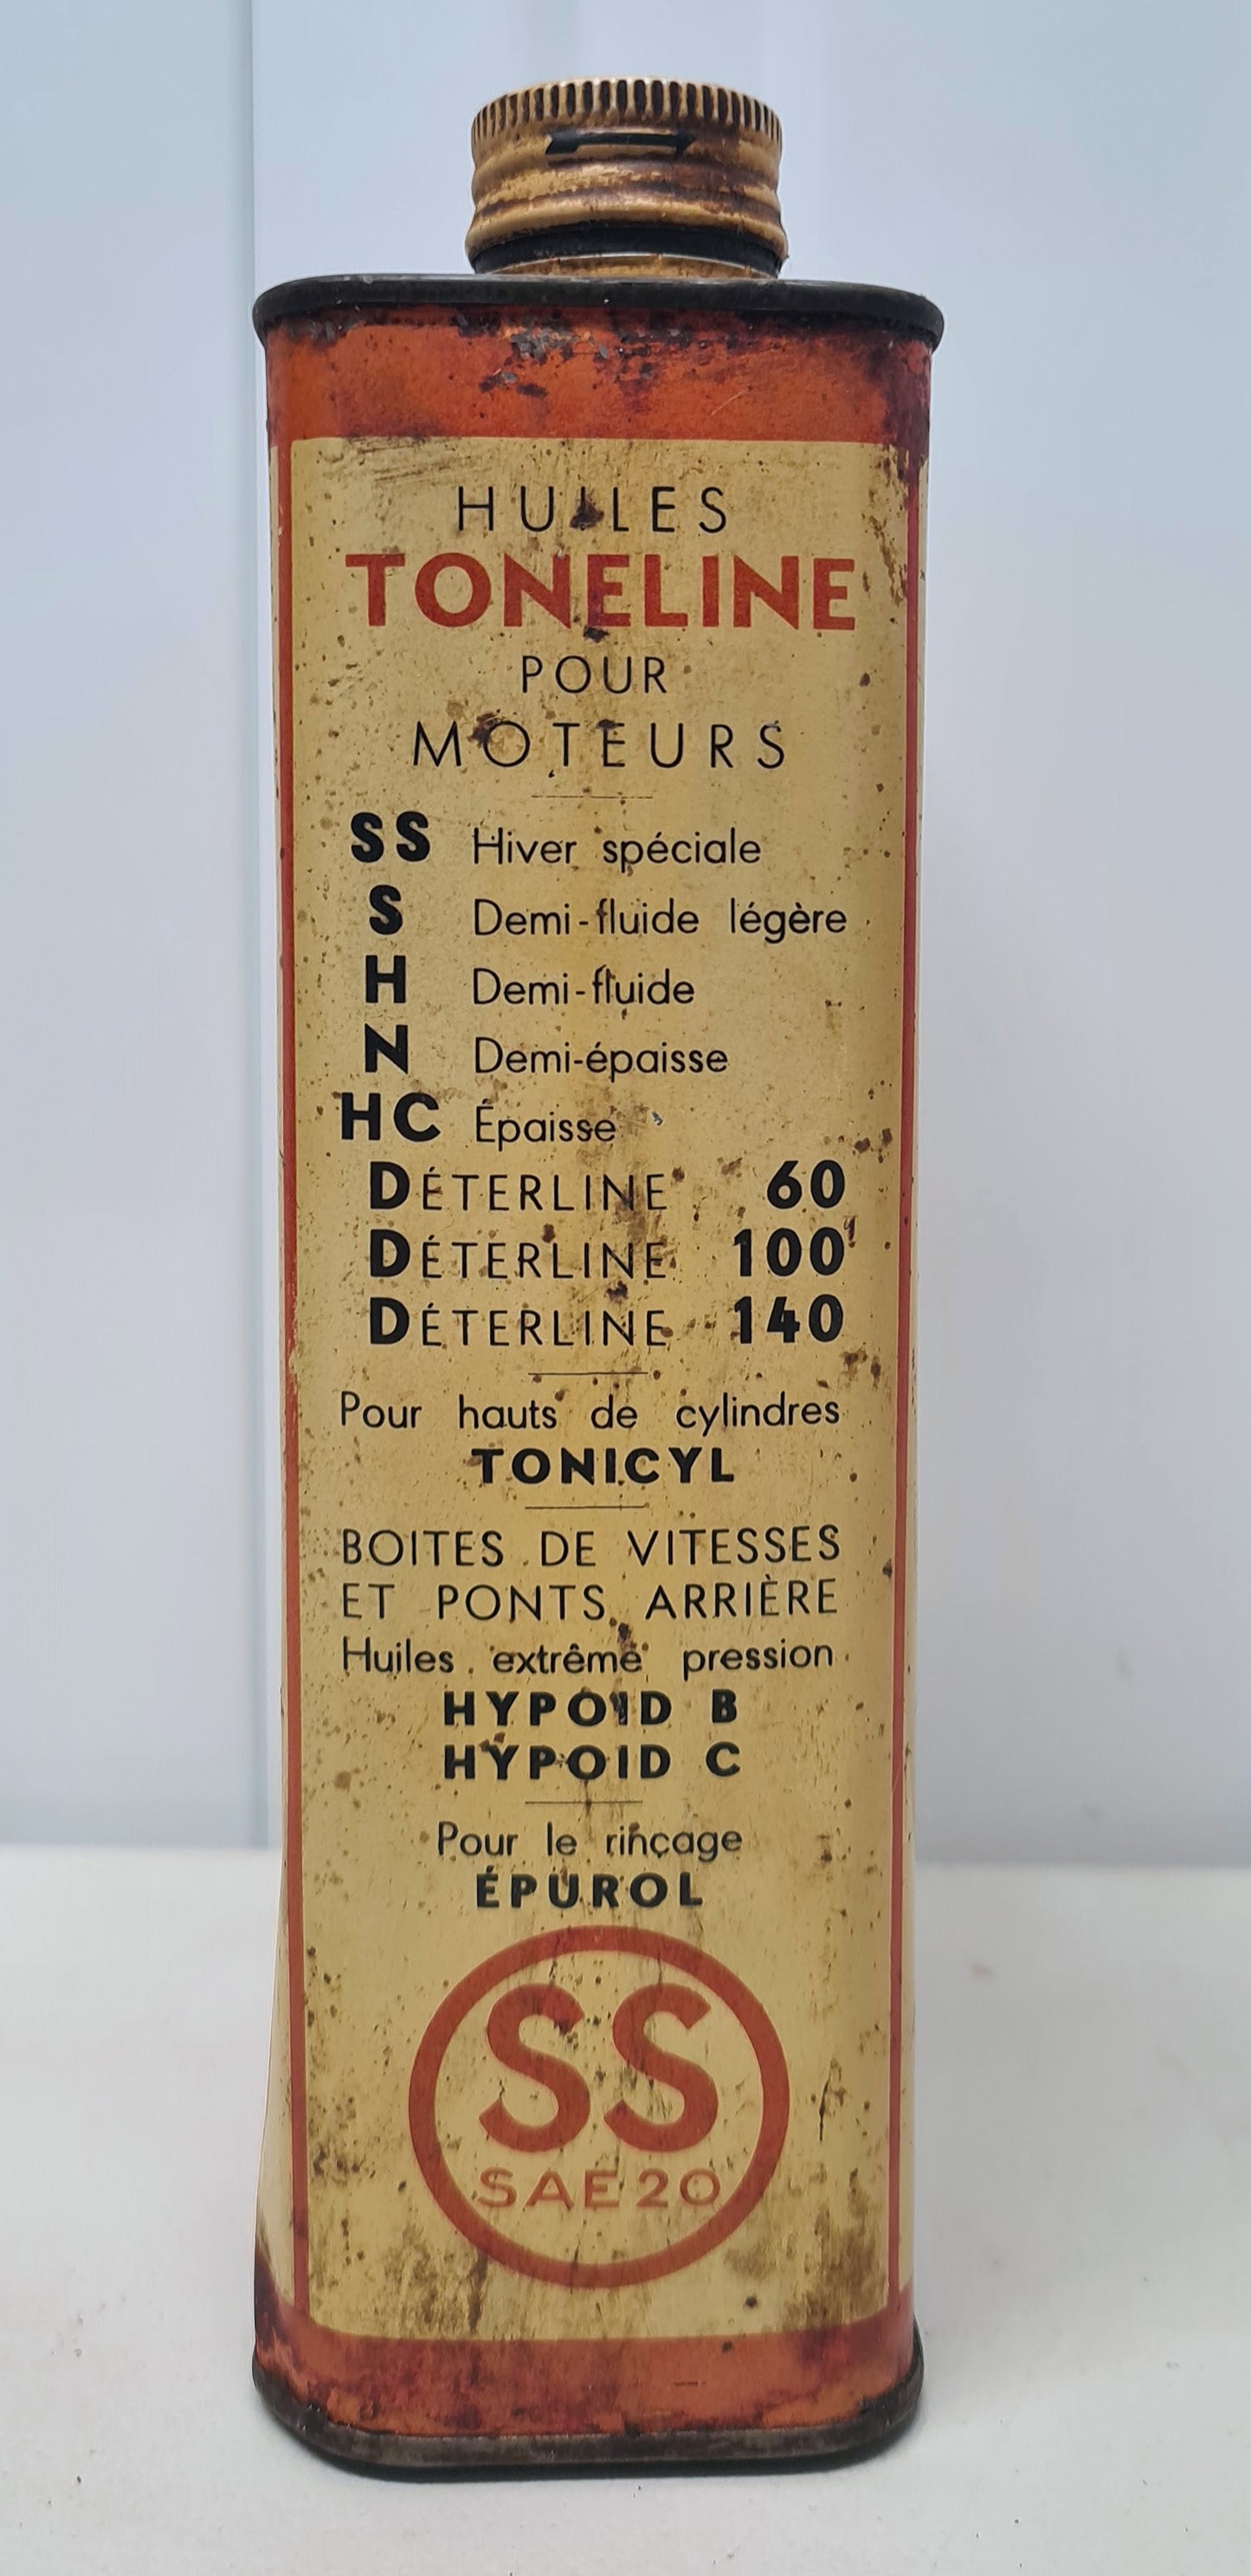 HUILES
TONELINE
POUR
MOTEURS
SS Hiver spéciale
S Demi-fluide légère
H Demi-fluide
N Demi-épaisse
HC Épaisse
DÉTERLINE 60
DÉTERLINE 100
DÉTERLINE 140
Pour hauts de cylindres
TONICYL
BOITES DE VITESSES
ET PONTS ARRIÈRE
Huiles extrême pression
HYPOID B
HYPOID C
Pour le rinçage
ÉPUROL
SS
SAE 20